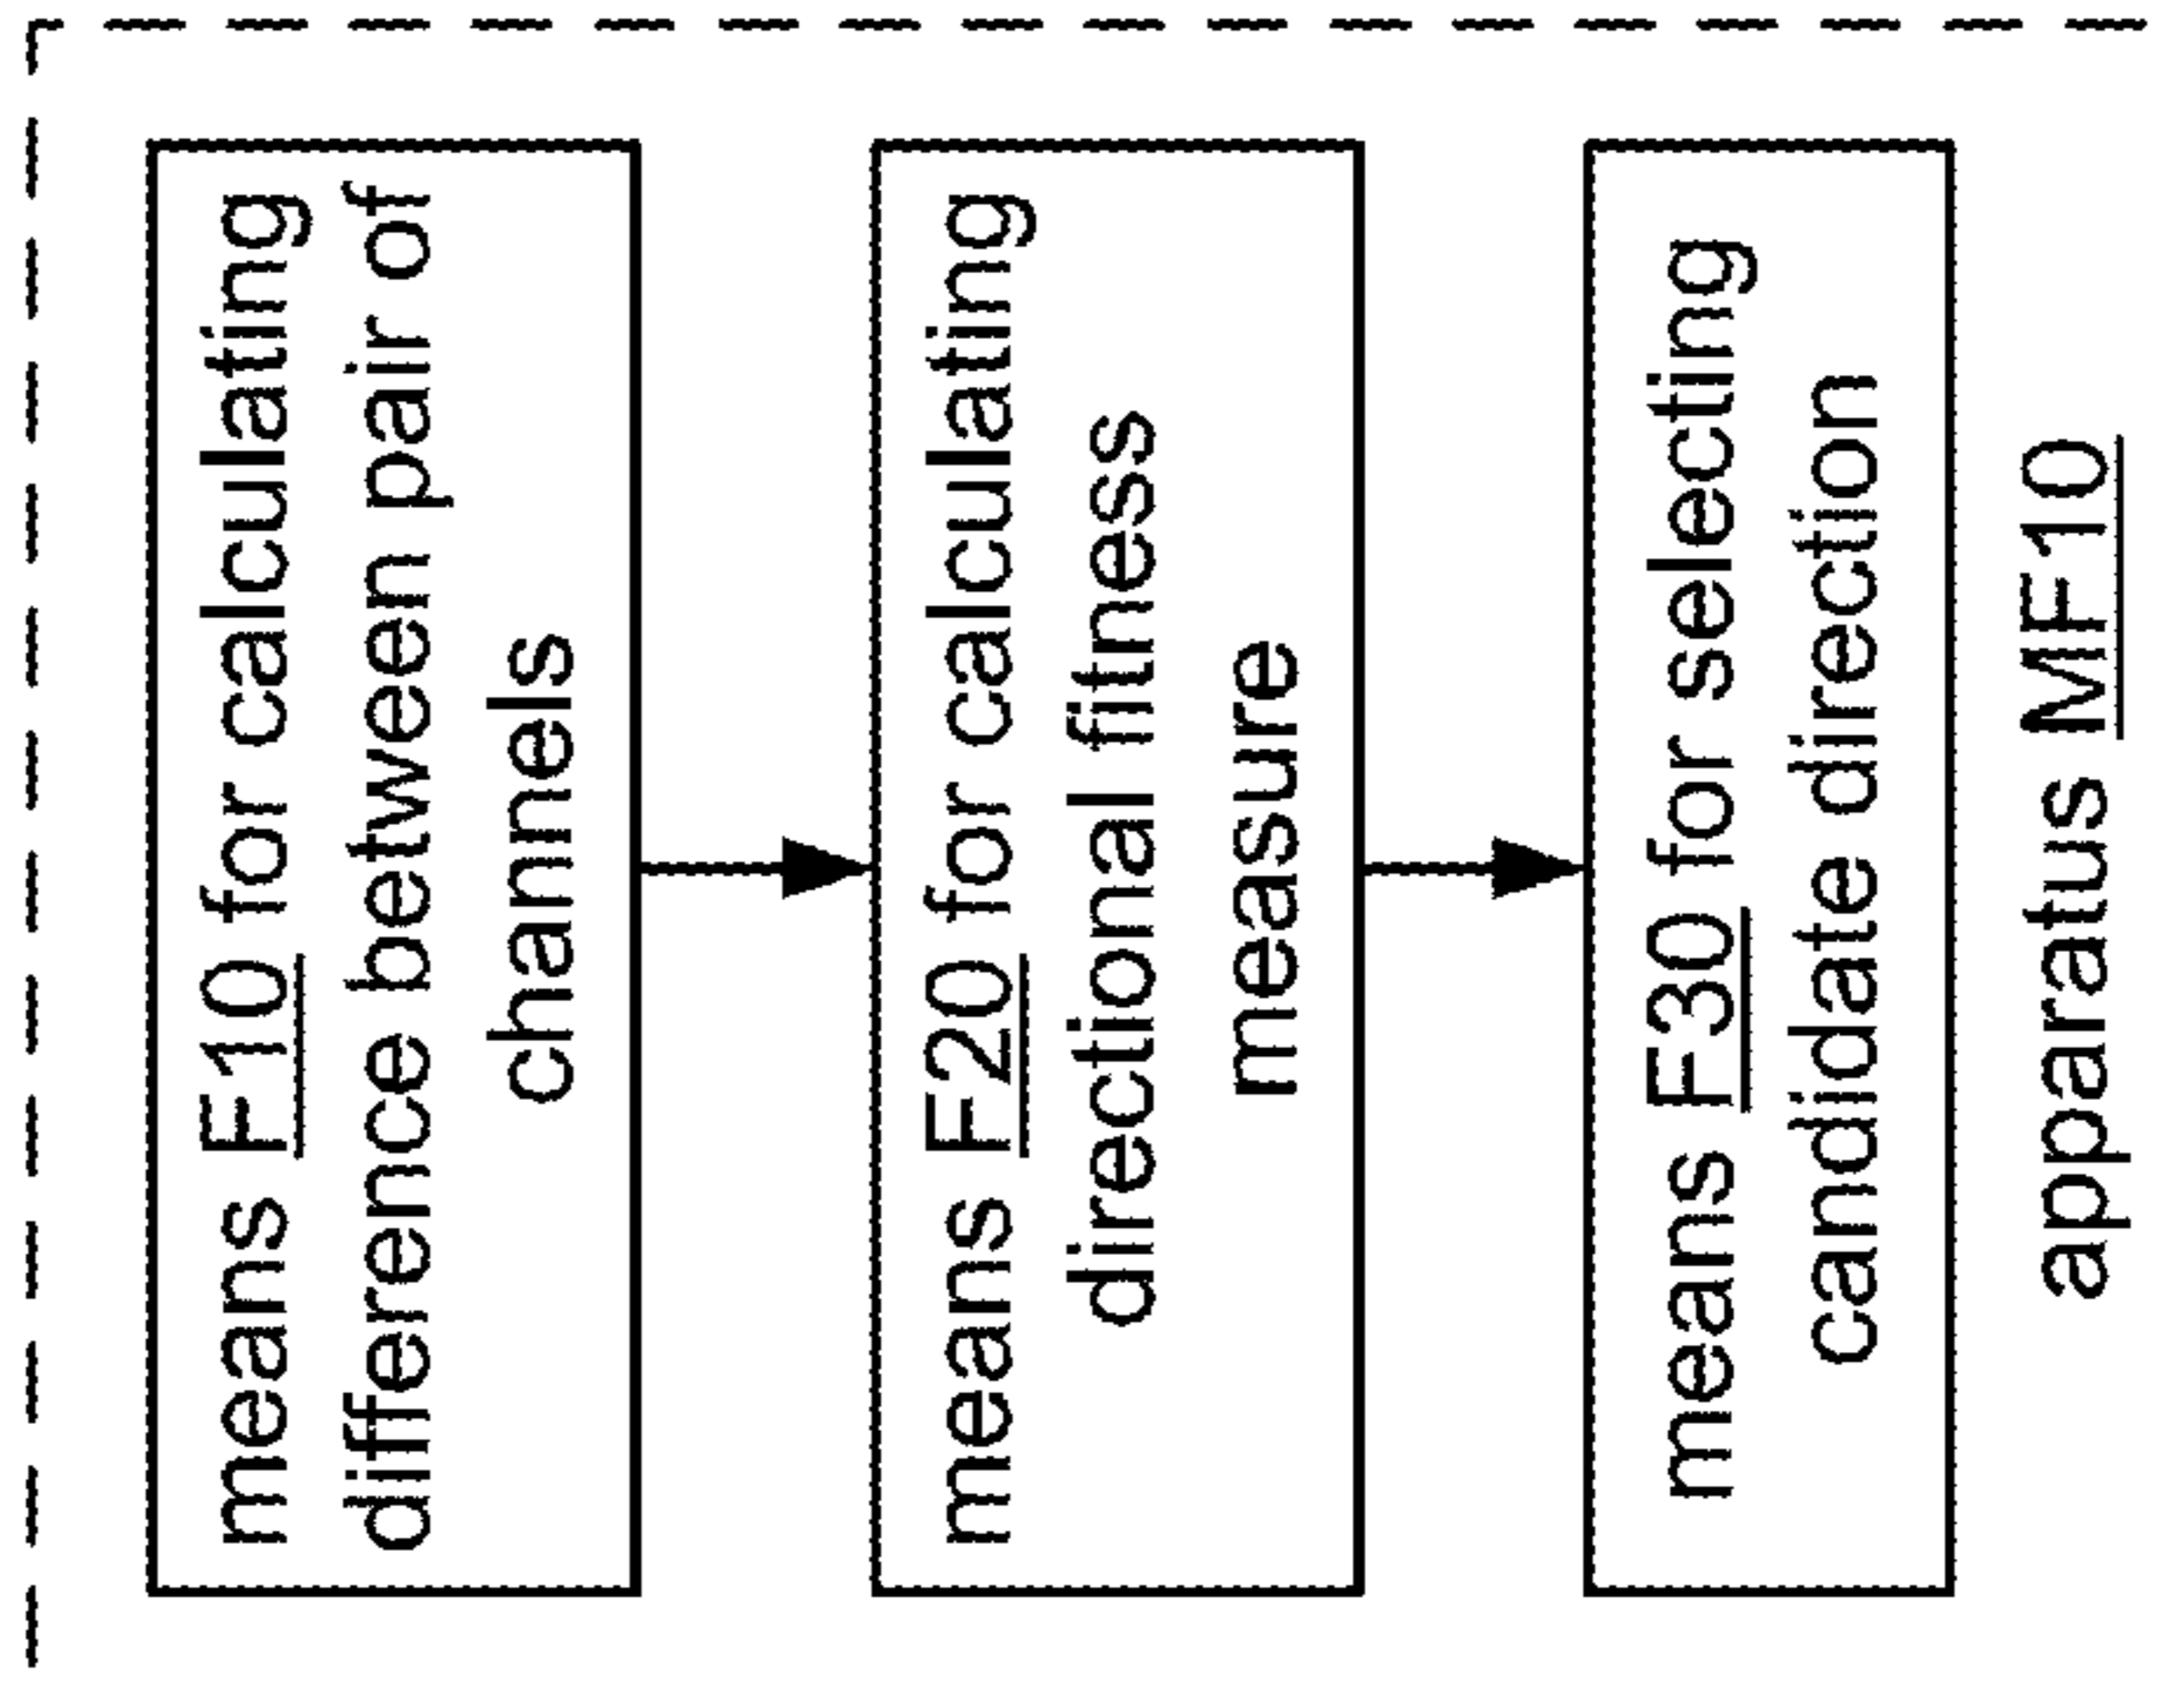 means F10 for calculating
difference between pair of
channels
means F20 for calculating
directional fitness
measure
means F30 for selecting
candidate direction
apparatus MF10